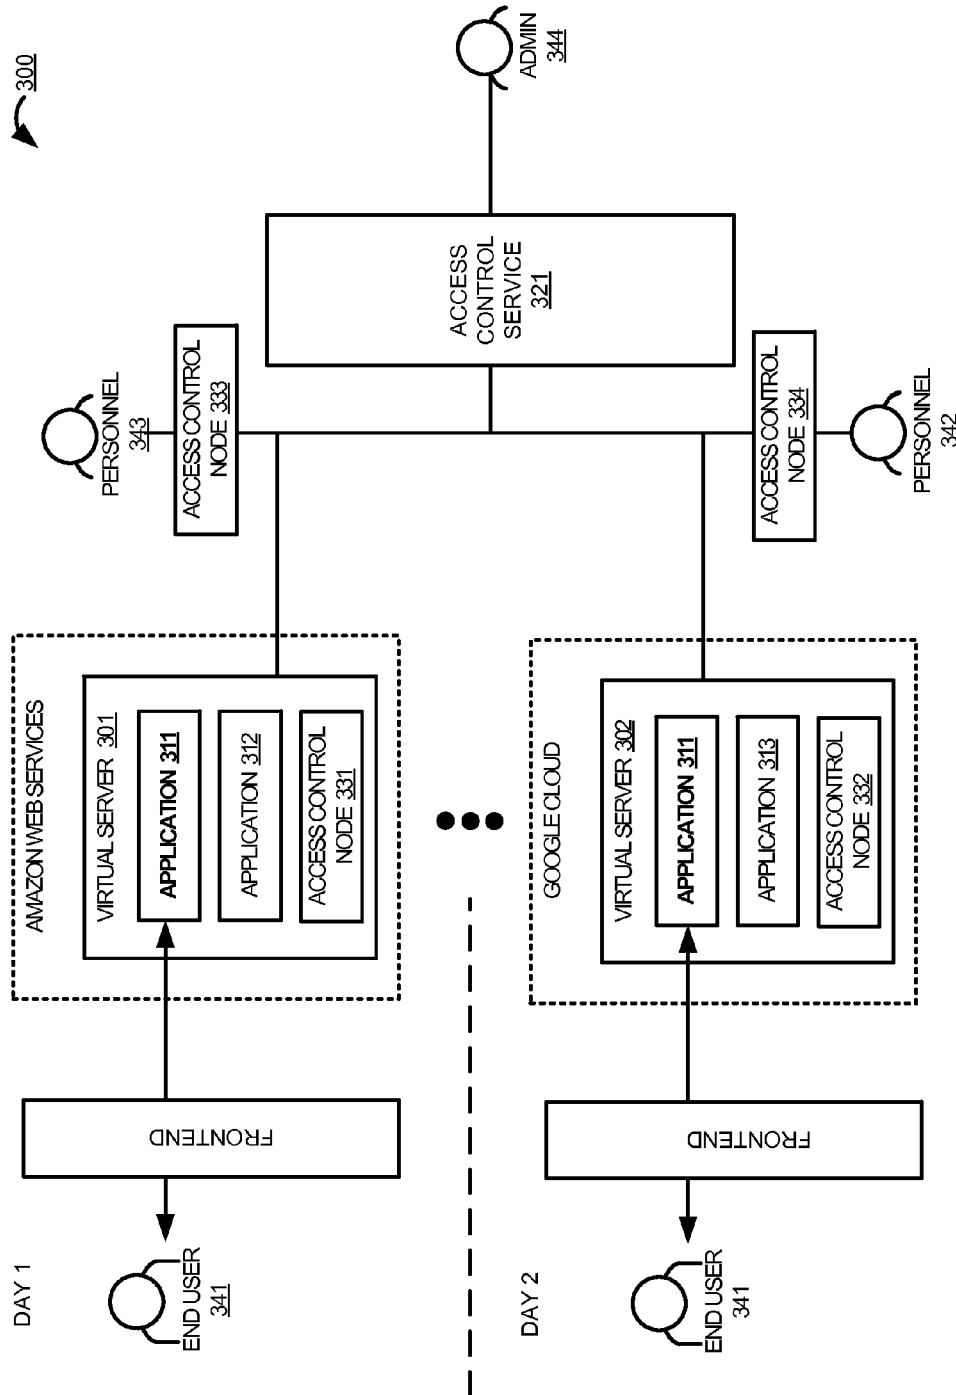 300
DAY 1
END USER
341
FRONTEND
AMAZON WEB SERVICES
VIRTUAL SERVER 301
APPLICATION 311
APPLICATION 312
ACCESS CONTROL
NODE 331
PERSONNEL
343
ACCESS CONTROL
NODE 333
ACCESS
CONTROL
SERVICE
321
ADMIN
344
DAY 2
END USER
341
FRONTEND
GOOGLE CLOUD
VIRTUAL SERVER 302
APPLICATION 311
APPLICATION 313
ACCESS CONTROL
NODE 332
ACCESS CONTROL
NODE 334
PERSONNEL
342